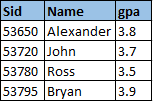 Sid Name gpa
53650 Alexander 3.8
53720 John 3.7
53780 Ross 3.5
53795 Bryan 3.9